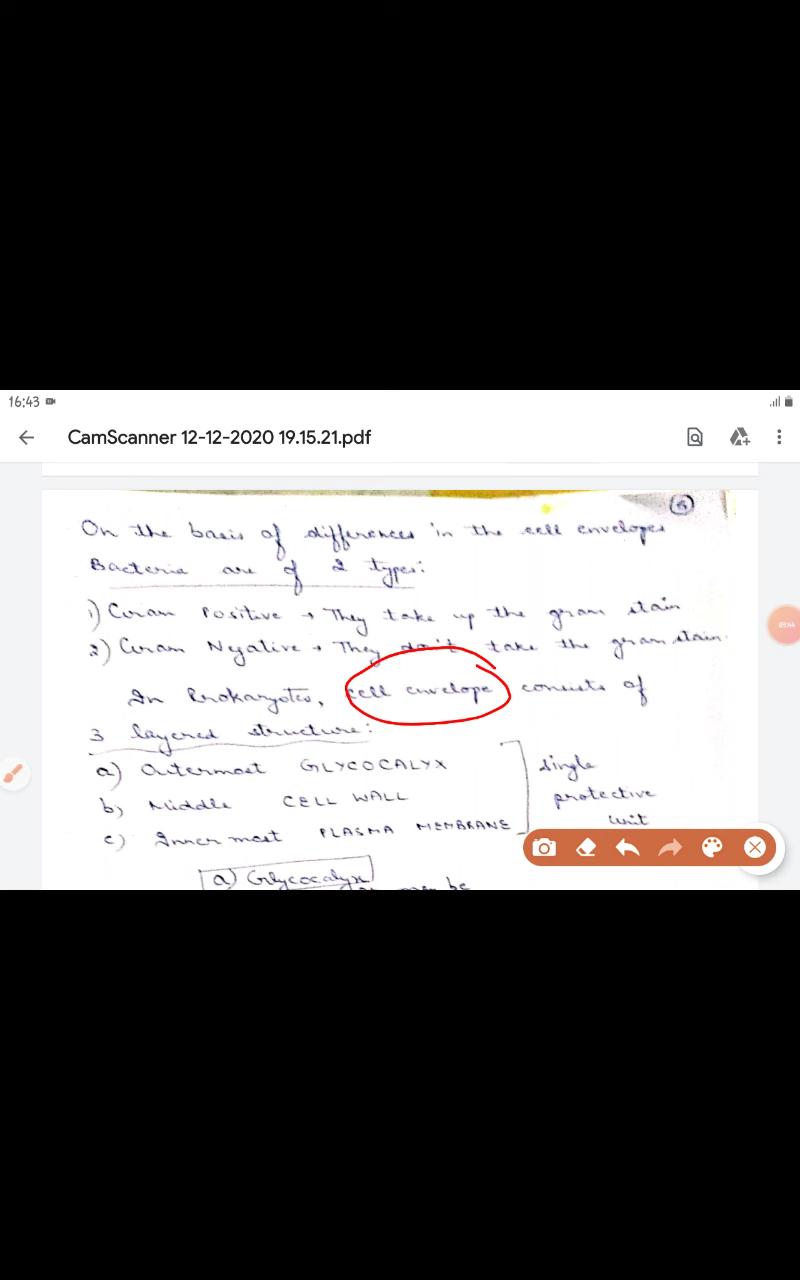 16:43
CamScanner 12-12-2020 19.15.21.pdf
On the basis of differences in the cell envelopes
Bacteria are of 2 types:
1) Gram Positive → They take up the gram stain
2) Gram Negative → They don't take the gram stain.
In Prokaryotes, cell envelope consists of
3 layered structure:
a) Outermost GLYCOCALYX
b) Middle CELL WALL
c) Inner most PLASMA MEMBRANE
single
protective
unit
a) Glycocalyx
may be